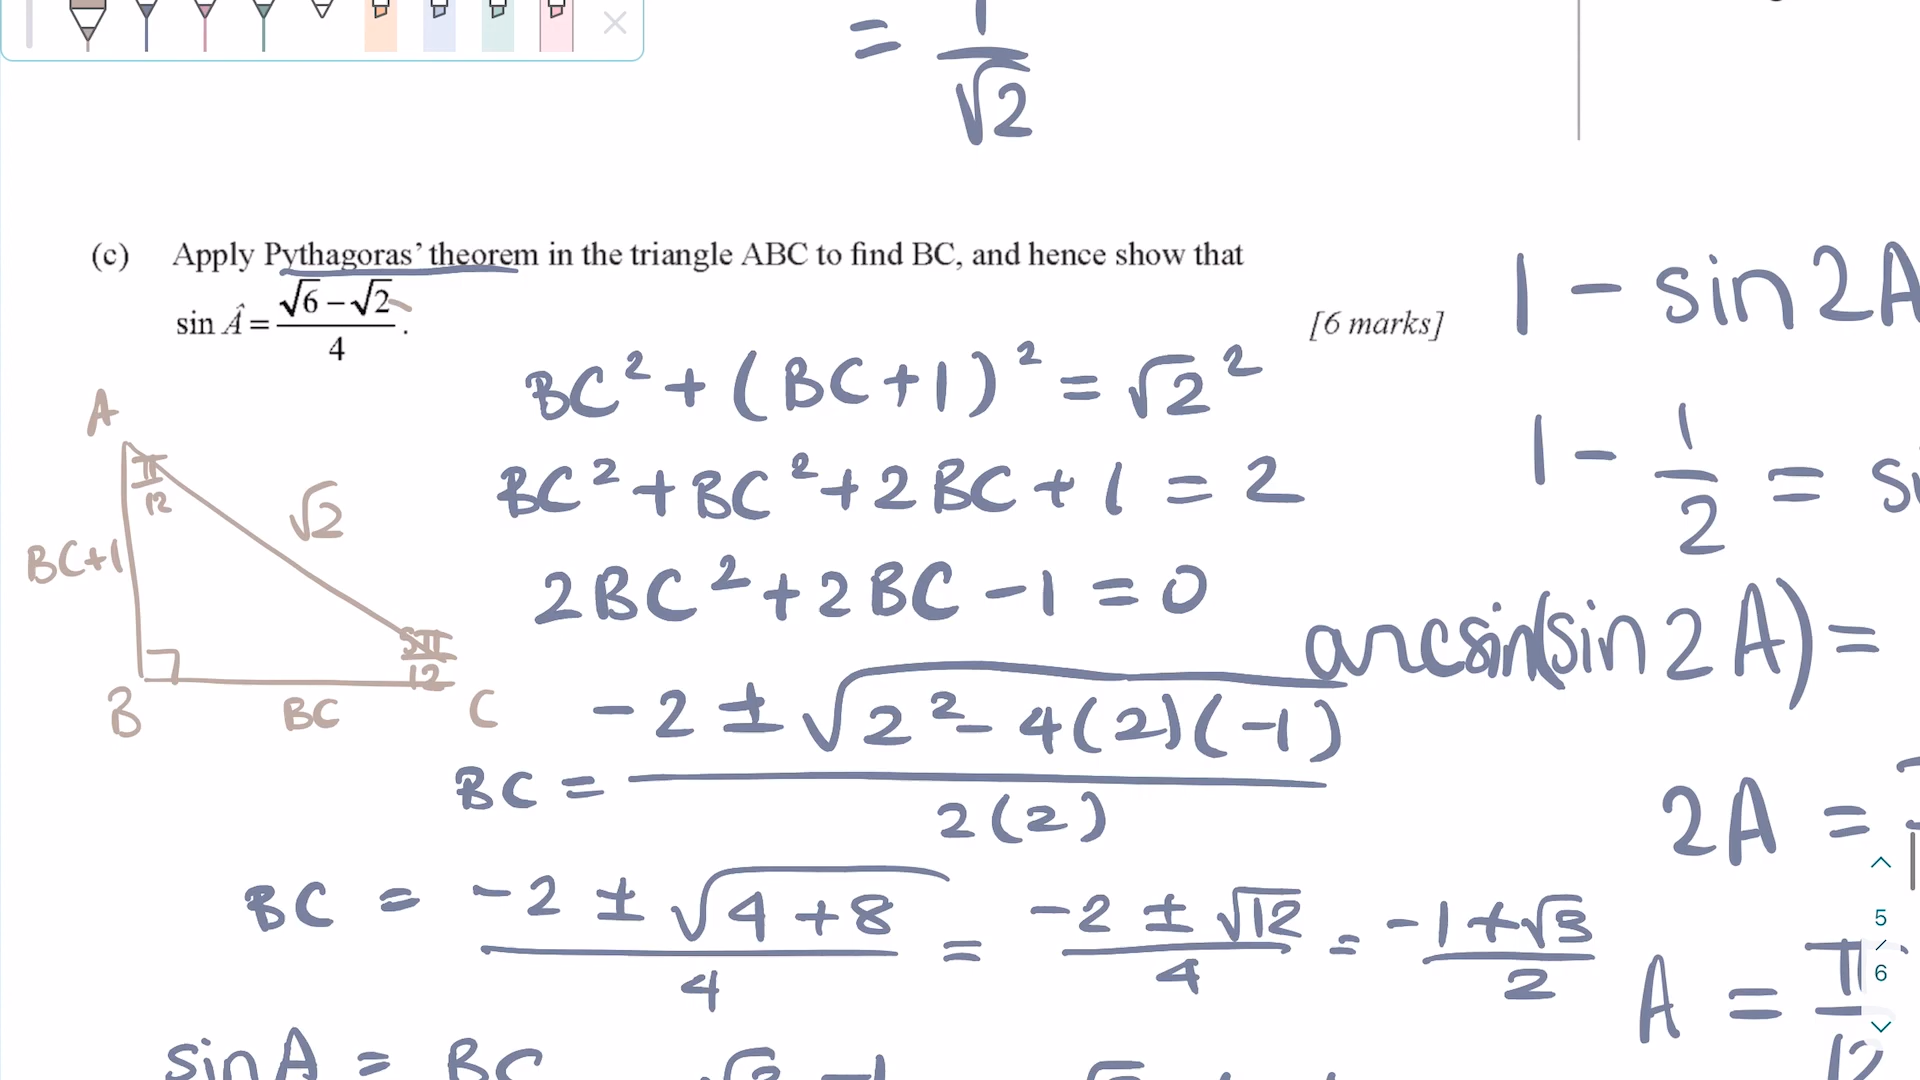 = 1/√2
(c) Apply Pythagoras' theorem in the triangle ABC to find BC, and hence show that
sin Â = (√6 − √2)/4 .
[6 marks]
A
π/12
√2
BC+1
5π/12
B
BC
C
BC² + (BC+1)² = √2²
BC² + BC² + 2BC + 1 = 2
2BC² + 2BC − 1 = 0
BC = (−2 ± √(2² − 4(2)(−1)))/2(2)
BC = (−2 ± √(4+8))/4 = (−2 ± √12)/4 = (−1+√3)/2
sin A = BC
1 − sin 2A
1 − 1/2 =
arcsin(sin 2A) =
2A =
A = π/12
5
/
6